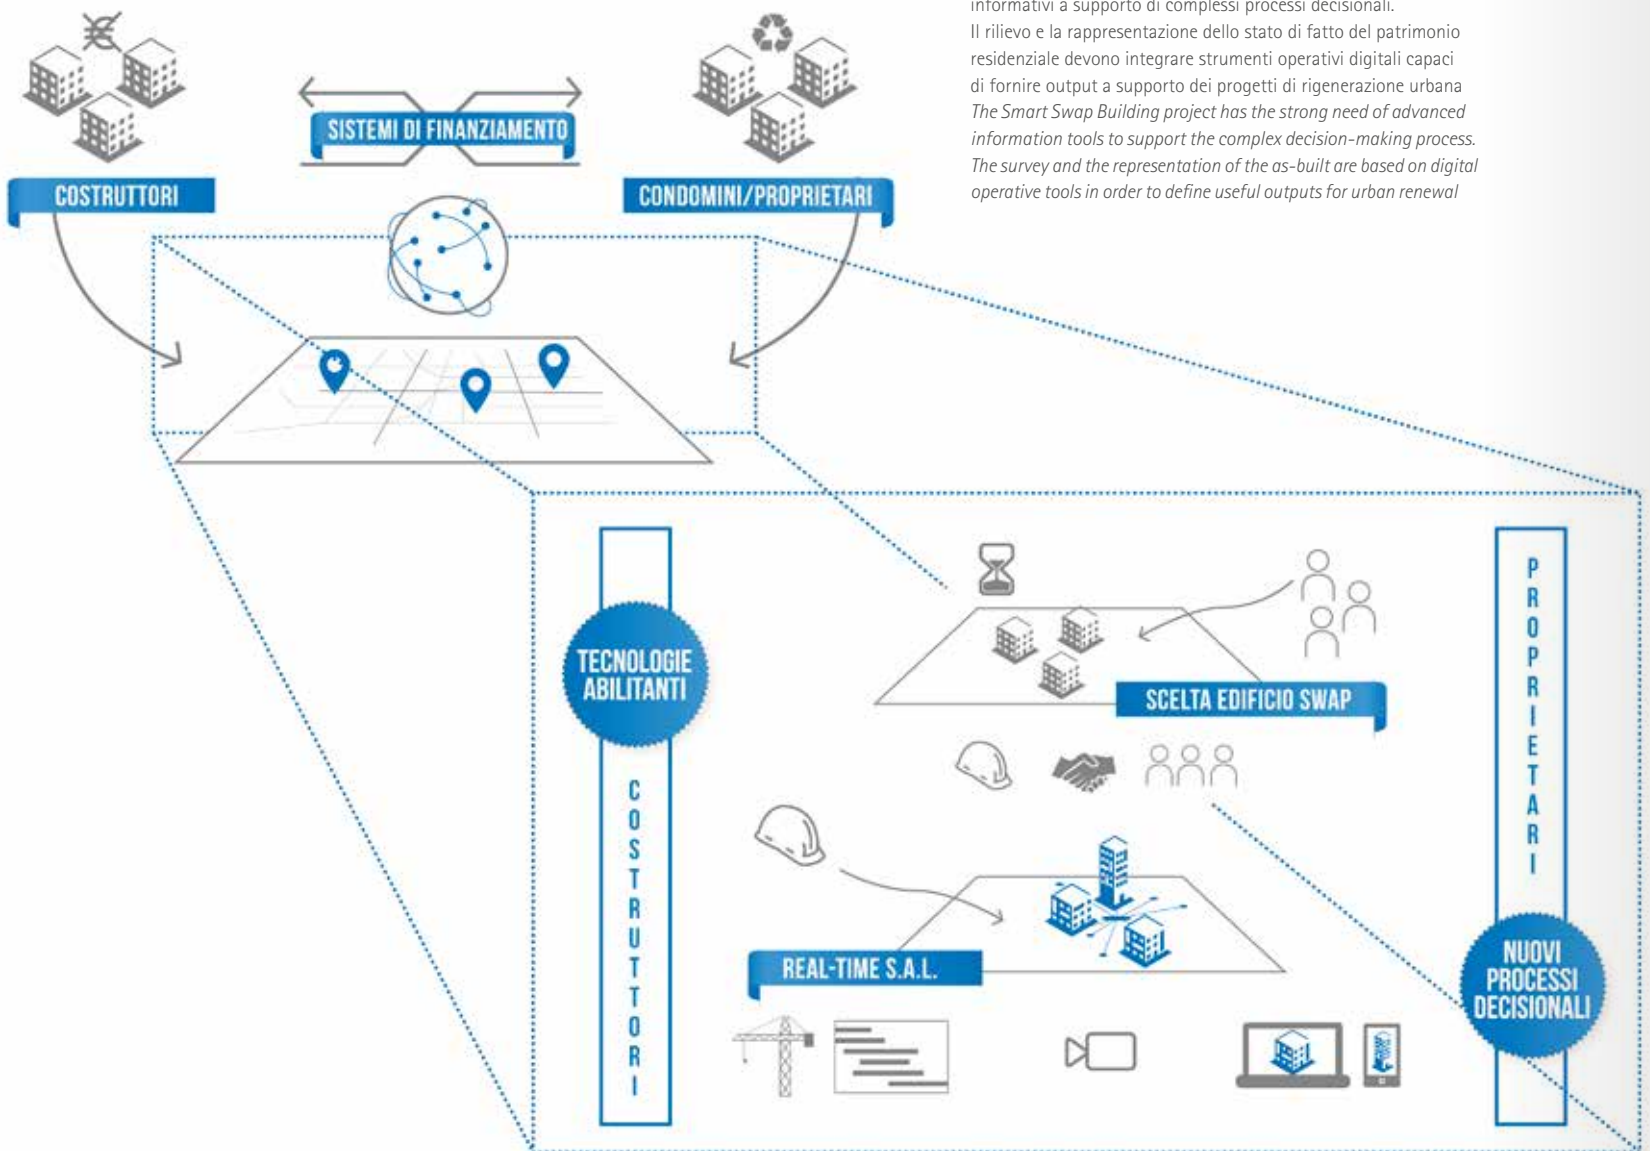 informativi a supporto di complessi processi decisionali.
Il rilievo e la rappresentazione dello stato di fatto del patrimonio
residenziale devono integrare strumenti operativi digitali capaci
di fornire output a supporto dei progetti di rigenerazione urbana
The Smart Swap Building project has the strong need of advanced
information tools to support the complex decision-making process.
The survey and the representation of the as-built are based on digital
operative tools in order to define useful outputs for urban renewal
SISTEMI DI FINANZIAMENTO
COSTRUTTORI
CONDOMINI/PROPRIETARI
TECNOLOGIE
ABILITANTI
COSTRUTTORI
SCELTA EDIFICIO SWAP
REAL-TIME S.A.L.
PROPRIETARI
NUOVI
PROCESSI
DECISIONALI